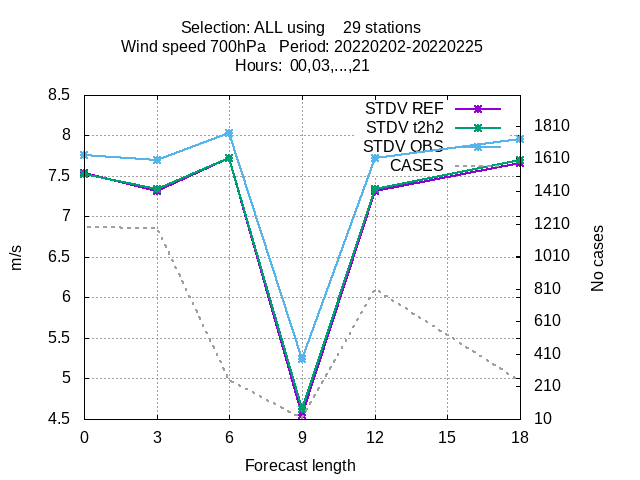 Selection: ALL using    29 stations
Wind speed 700hPa   Period: 20220202-20220225
Hours:  00,03,...,21
8.5
8
7.5
7
6.5
6
5.5
5
4.5
m/s
STDV REF
STDV t2h2
STDV OBS
CASES
1810
1610
1410
1210
1010
810
610
410
210
10
No cases
0 3 6 9 12 15 18
Forecast length